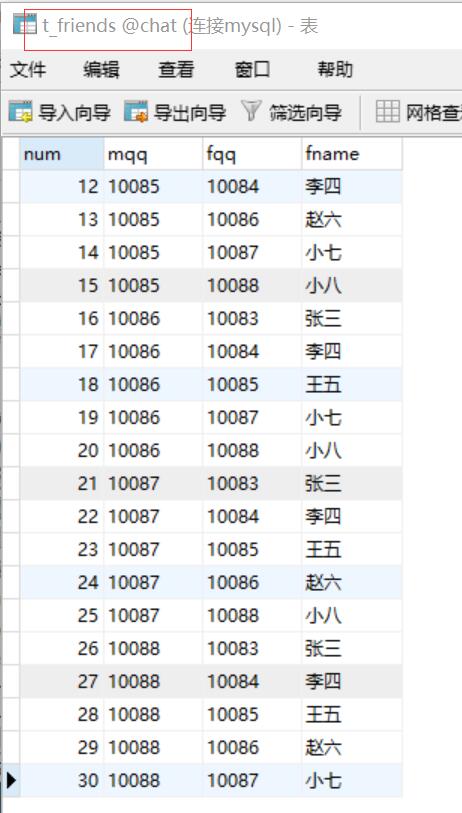 t_friends @chat (连接mysql) - 表
文件 编辑 查看 窗口 帮助
导入向导 导出向导 筛选向导 网格查
num mqq fqq fname
12 10085 10084 李四
13 10085 10086 赵六
14 10085 10087 小七
15 10085 10088 小八
16 10086 10083 张三
17 10086 10084 李四
18 10086 10085 王五
19 10086 10087 小七
20 10086 10088 小八
21 10087 10083 张三
22 10087 10084 李四
23 10087 10085 王五
24 10087 10086 赵六
25 10087 10088 小八
26 10088 10083 张三
27 10088 10084 李四
28 10088 10085 王五
29 10088 10086 赵六
30 10088 10087 小七